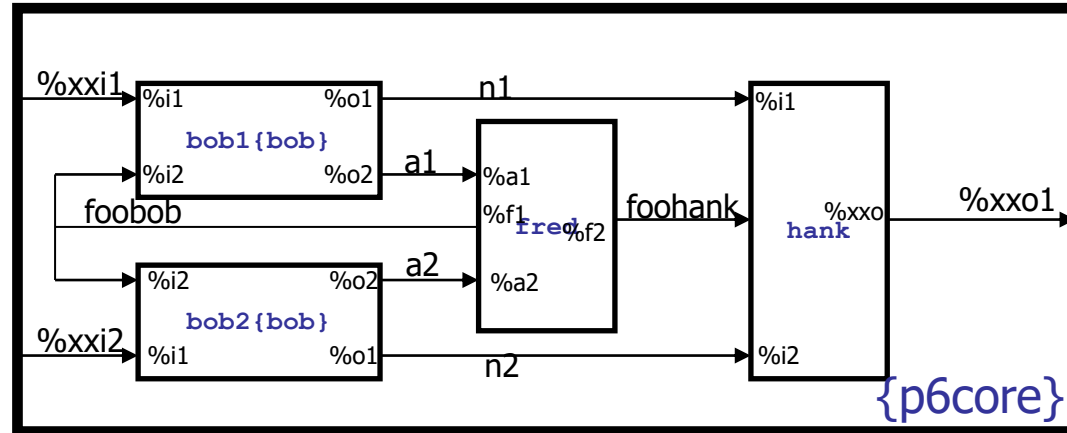 %xxi1
%i1
%o1
n1
%i1
bob1{bob}
%i2
%o2
a1
%a1
foobob
%f1
fred
%f2
foohank
%xxo
hank
%xxo1
%i2
%o2
a2
%a2
bob2{bob}
%xxi2
%i1
%o1
n2
%i2
{p6core}